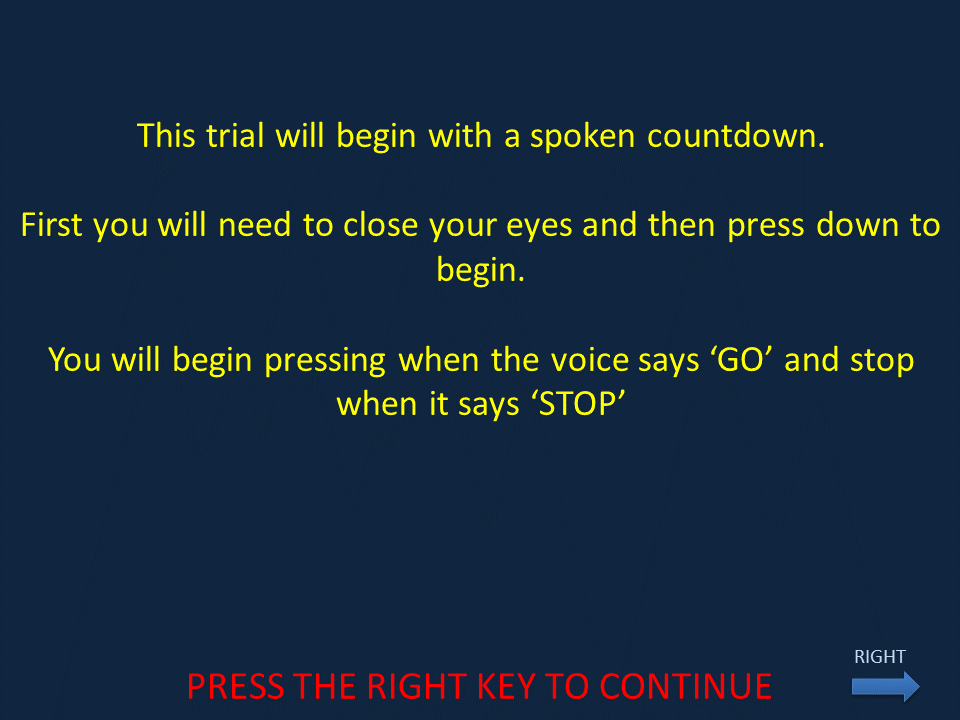 This trial will begin with a spoken countdown.
First you will need to close your eyes and then press down to
begin.
You will begin pressing when the voice says ‘GO’ and stop
when it says ‘STOP’
RIGHT
PRESS THE RIGHT KEY TO CONTINUE